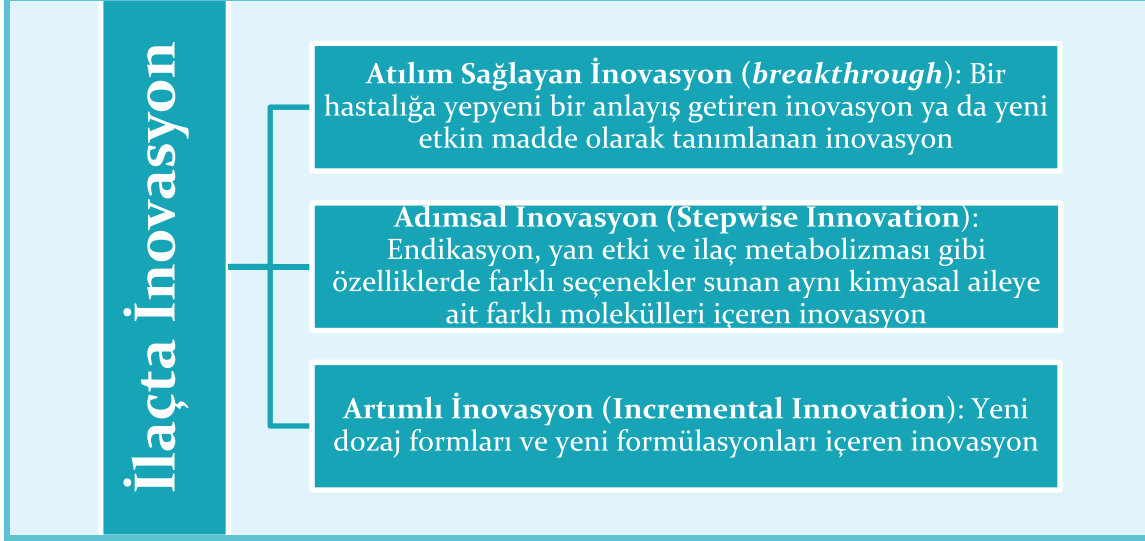 İlaçta İnovasyon
Atılım Sağlayan İnovasyon (breakthrough): Bir
hastalığa yepyeni bir anlayış getiren inovasyon ya da yeni
etkin madde olarak tanımlanan inovasyon
Adımsal İnovasyon (Stepwise Innovation):
Endikasyon, yan etki ve ilaç metabolizması gibi
özelliklerde farklı seçenekler sunan aynı kimyasal aileye
ait farklı molekülleri içeren inovasyon
Artımlı İnovasyon (Incremental Innovation): Yeni
dozaj formları ve yeni formülasyonları içeren inovasyon